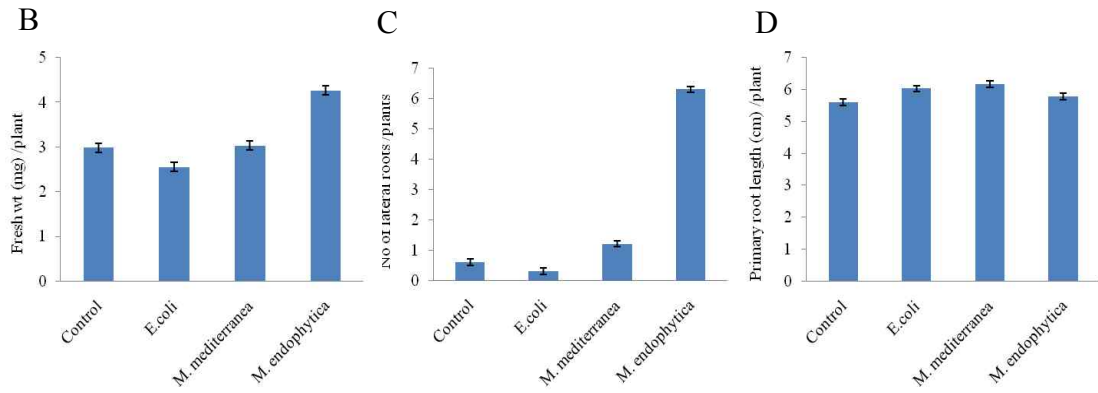 B
Fresh wt (mg) /plant
5
4
3
2
1
0
Control
E.coli
M. mediterranea
M. endophytica
C
No of lateral roots /plants
7
6
5
4
3
2
1
0
Control
E.coli
M. mediterranea
M. endophytica
D
Primary root length (cm) /plant
7
6
5
4
3
2
1
0
Control
E.coli
M. mediterranea
M. endophytica